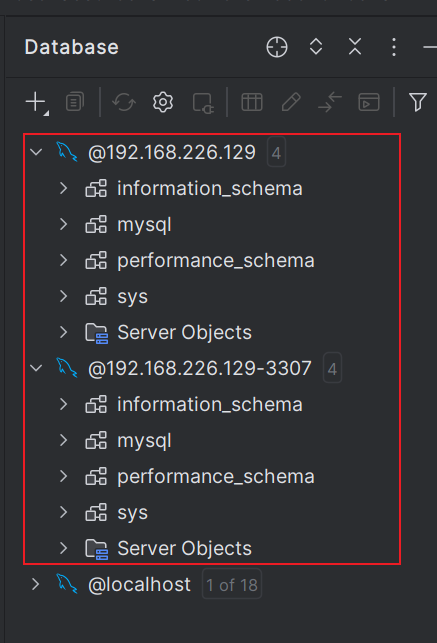 Database
@192.168.226.129 4
information_schema
mysql
performance_schema
sys
Server Objects
@192.168.226.129-3307 4
information_schema
mysql
performance_schema
sys
Server Objects
@localhost 1 of 18